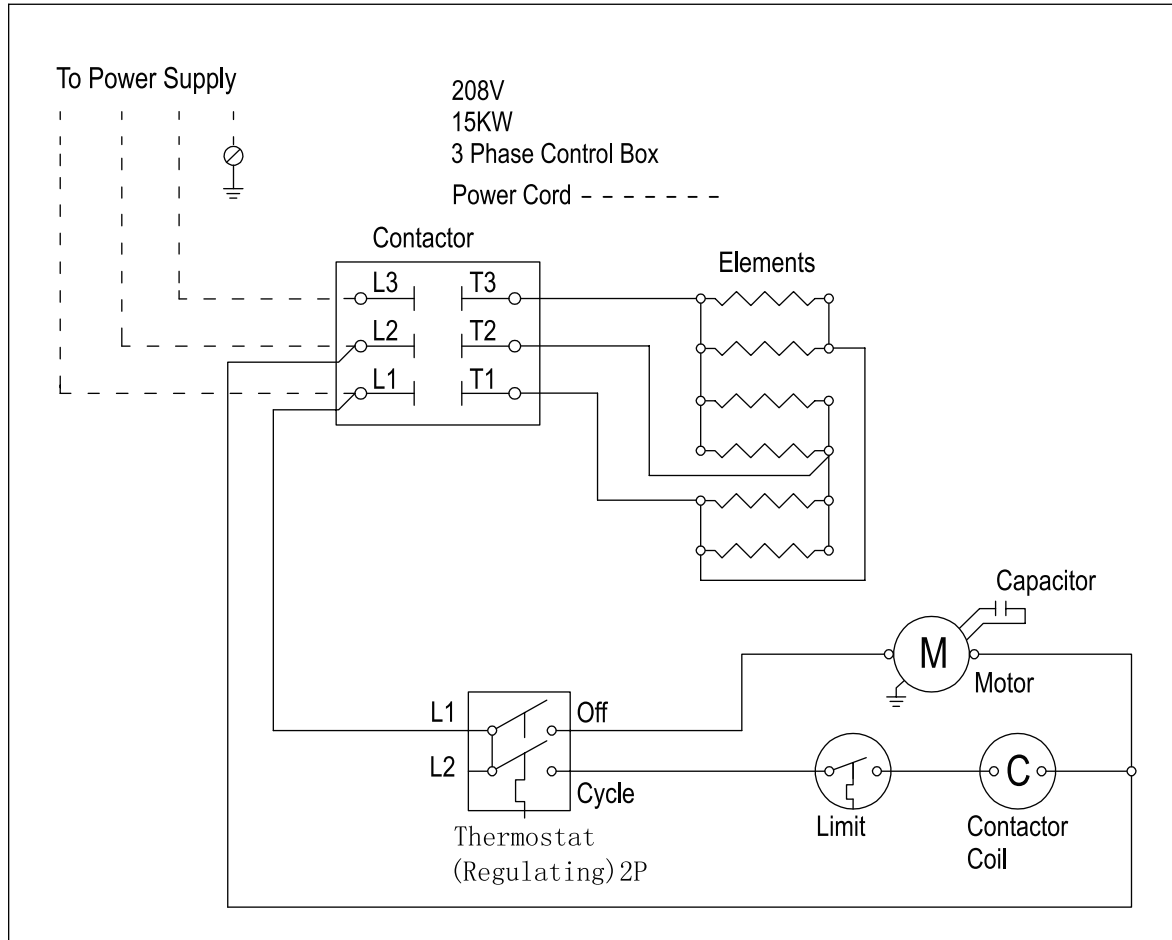 To Power Supply
208V
15KW
3 Phase Control Box
Power Cord
Contactor
L3 T3
L2 T2
L1 T1
Elements
Capacitor
M
Motor
L1 Off
L2
Cycle
C
Limit
Contactor
Coil
Thermostat
(Regulating)2P